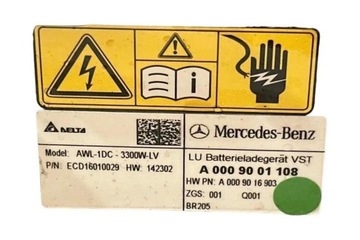 DELTA
Model: AWL-1DC - 3300W-LV
P/N: ECD16010029 HW: 142302
Mercedes-Benz
LU Batterieladegerät VST
A 000 90 01 108
HW PN: A 000 90 16 903
ZGS: 001 Q001
BR205